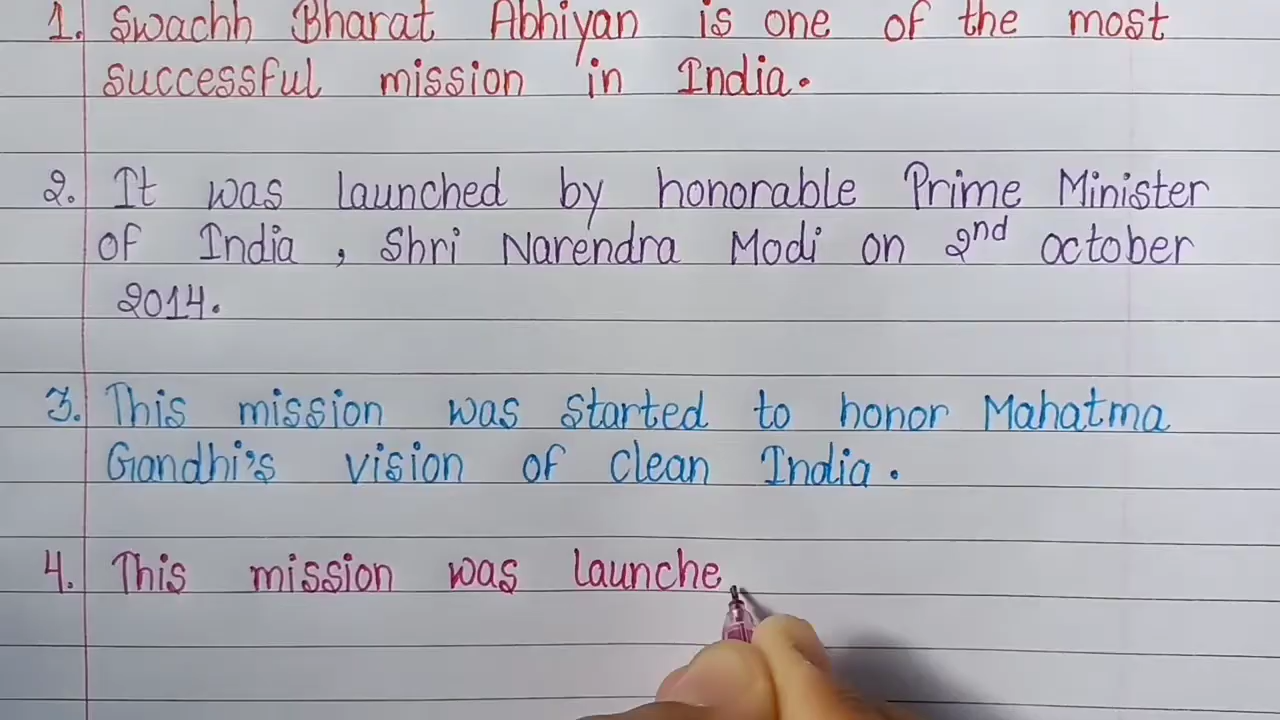 1. Swachh Bharat Abhiyan is one of the most
successful mission in India.
2. It was launched by honorable Prime Minister
of India , Shri Narendra Modi on 2nd october
2014.
3. This mission was started to honor Mahatma
Gandhi's vision of clean India.
4. This mission was launche